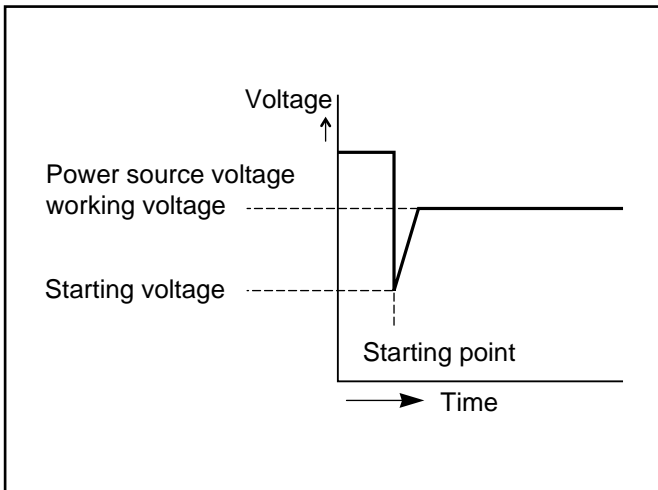 Voltage
Power source voltage
working voltage
Starting voltage
Starting point
Time